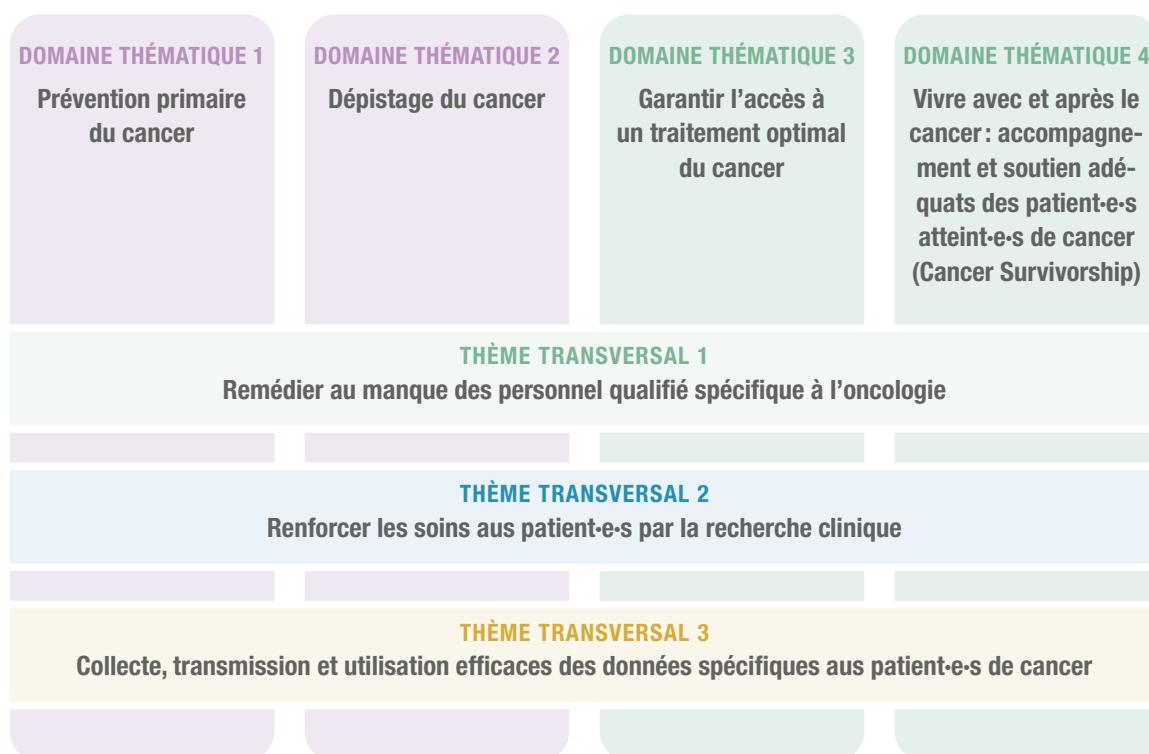 DOMAINE THÉMATIQUE 1
Prévention primaire
du cancer
DOMAINE THÉMATIQUE 2
Dépistage du cancer
DOMAINE THÉMATIQUE 3
Garantir l’accès à
un traitement optimal
du cancer
DOMAINE THÉMATIQUE 4
Vivre avec et après le
cancer : accompagne-
ment et soutien adé-
quats des patient·e·s
atteint·e·s de cancer
(Cancer Survivorship)
THÈME TRANSVERSAL 1
Remédier au manque des personnel qualifié spécifique à l’oncologie
THÈME TRANSVERSAL 2
Renforcer les soins aus patient·e·s par la recherche clinique
THÈME TRANSVERSAL 3
Collecte, transmission et utilisation efficaces des données spécifiques aus patient·e·s de cancer